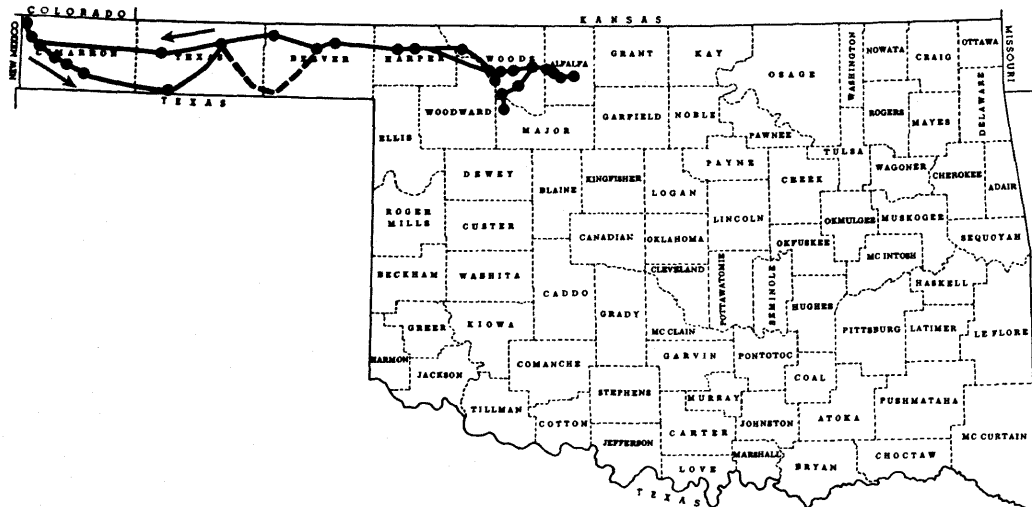 COLORADO
KANSAS
NEW MEXICO
MISSOURI
CIMARRON
TEXAS
BEAVER
HARPER
WOODS
ALFALFA
GRANT
KAY
OSAGE
WASHINGTON
NOWATA
CRAIG
OTTAWA
DELAWARE
TEXAS
ELLIS
WOODWARD
MAJOR
GARFIELD
NOBLE
PAWNEE
TULSA
ROGERS
MAYES
DEWEY
BLAINE
KINGFISHER
LOGAN
PAYNE
CREEK
WAGONER
CHEROKEE
ADAIR
ROGER
MILLS
CUSTER
CANADIAN
OKLAHOMA
LINCOLN
OKFUSKEE
OKMULGEE
MUSKOGEE
SEQUOYAH
BECKHAM
WASHITA
CADDO
GRADY
CLEVELAND
POTTAWATOMIE
SEMINOLE
HUGHES
MC INTOSH
HASKELL
GREER
KIOWA
MC CLAIN
PITTSBURG
LATIMER
LE FLORE
HARMON
JACKSON
COMANCHE
GARVIN
PONTOTOC
COAL
TILLMAN
COTTON
STEPHENS
MURRAY
JOHNSTON
ATOKA
PUSHMATAHA
JEFFERSON
CARTER
MARSHALL
BRYAN
CHOCTAW
MC CURTAIN
LOVE
TEXAS